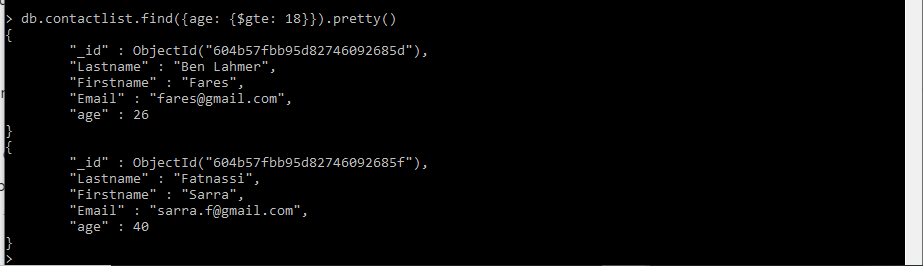 > db.contactlist.find({age: {$gte: 18}}).pretty()
{
"_id" : ObjectId("604b57fbb95d82746092685d"),
"Lastname" : "Ben Lahmer",
"Firstname" : "Fares",
"Email" : "fares@gmail.com",
"age" : 26
}
{
"_id" : ObjectId("604b57fbb95d82746092685f"),
"Lastname" : "Fatnassi",
"Firstname" : "Sarra",
"Email" : "sarra.f@gmail.com",
"age" : 40
}
>